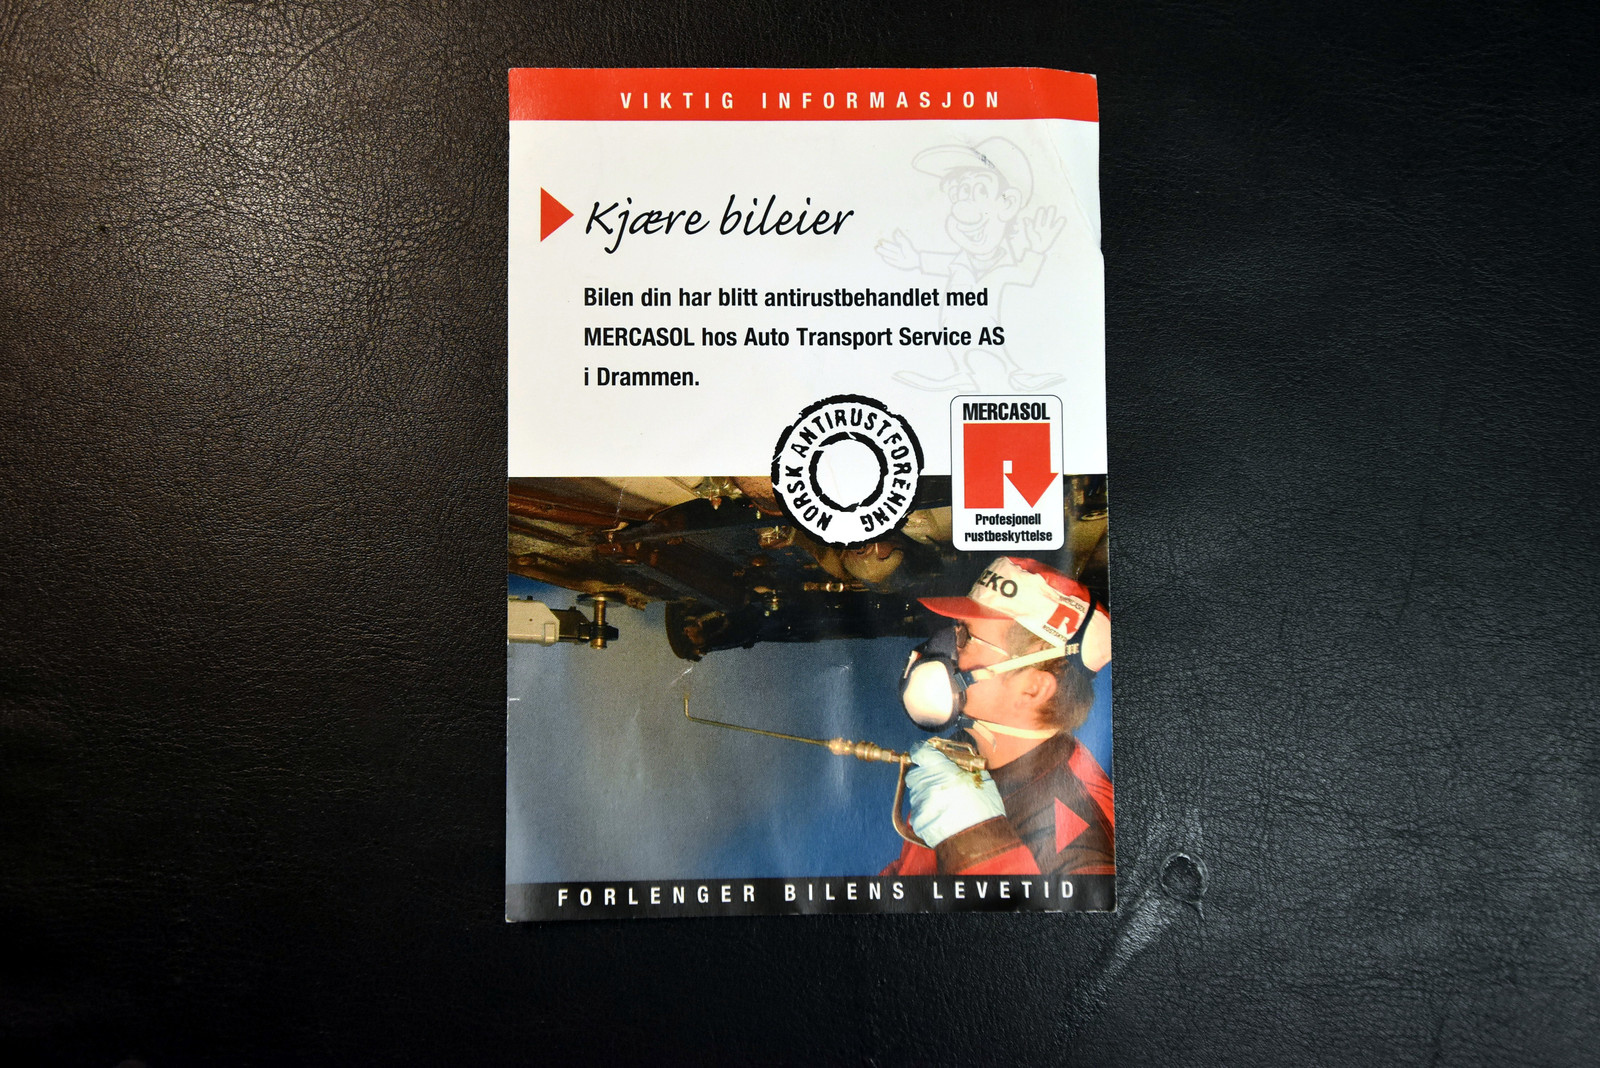 VIKTIG INFORMASJON
Kjære bileier
Bilen din har blitt antirustbehandlet med
MERCASOL hos Auto Transport Service AS
i Drammen.
NORSK ANTIRUSTFORENING
MERCASOL
Profesjonell
rustbeskyttelse
MERCASOL
FORLENGER BILENS LEVETID